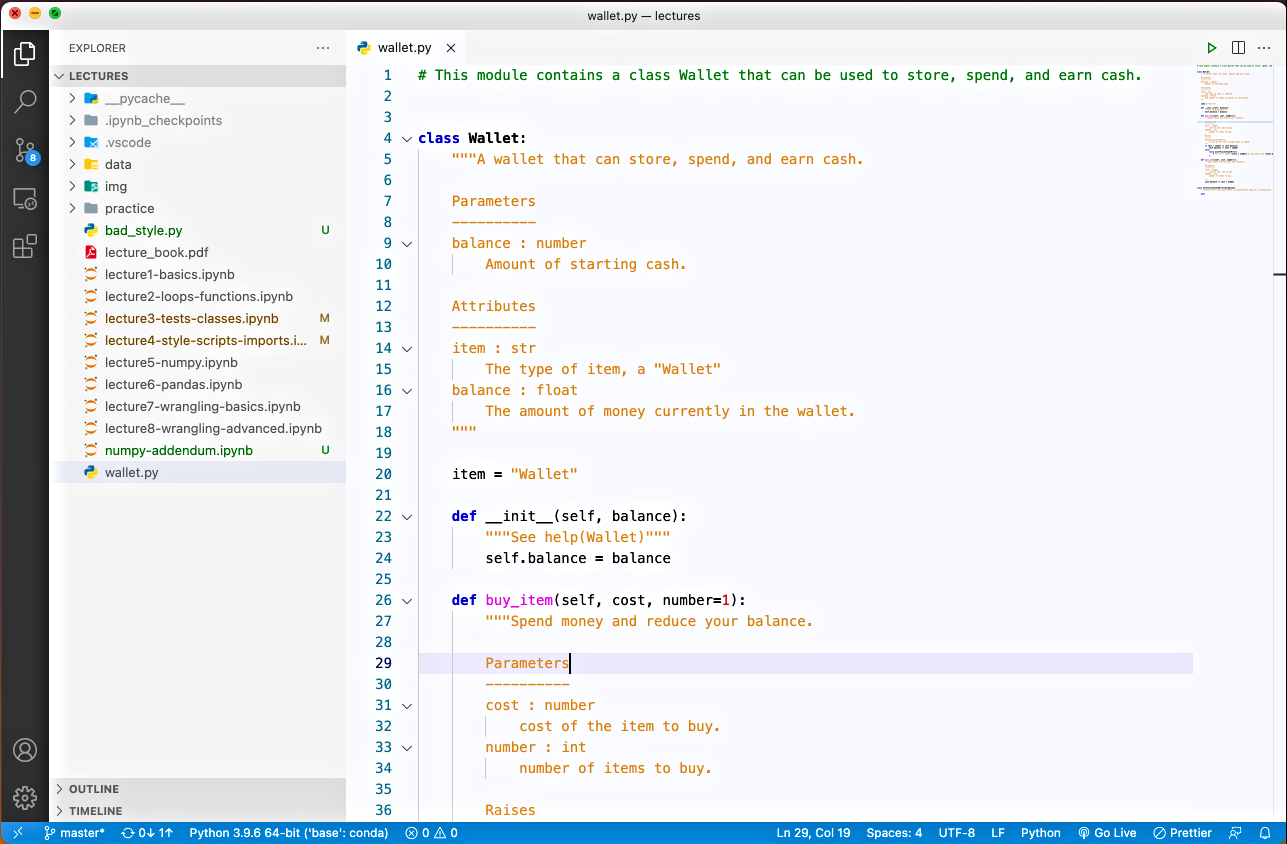 wallet.py — lectures
EXPLORER
LECTURES
__pycache__
.ipynb_checkpoints
.vscode
data
img
practice
bad_style.py U
lecture_book.pdf
lecture1-basics.ipynb
lecture2-loops-functions.ipynb
lecture3-tests-classes.ipynb M
lecture4-style-scripts-imports.i... M
lecture5-numpy.ipynb
lecture6-pandas.ipynb
lecture7-wrangling-basics.ipynb
lecture8-wrangling-advanced.ipynb
numpy-addendum.ipynb U
wallet.py
OUTLINE
TIMELINE
8
wallet.py
1 # This module contains a class Wallet that can be used to store, spend, and earn cash.
2
3
4 class Wallet:
5 """A wallet that can store, spend, and earn cash.
6
7 Parameters
8 ----------
9 balance : number
10 Amount of starting cash.
11
12 Attributes
13 ----------
14 item : str
15 The type of item, a "Wallet"
16 balance : float
17 The amount of money currently in the wallet.
18 """
19
20 item = "Wallet"
21
22 def __init__(self, balance):
23 """See help(Wallet)"""
24 self.balance = balance
25
26 def buy_item(self, cost, number=1):
27 """Spend money and reduce your balance.
28
29 Parameters
30 ----------
31 cost : number
32 cost of the item to buy.
33 number : int
34 number of items to buy.
35
36 Raises
master* 0↓ 1↑ Python 3.9.6 64-bit ('base': conda) 0 0 Ln 29, Col 19 Spaces: 4 UTF-8 LF Python Go Live Prettier